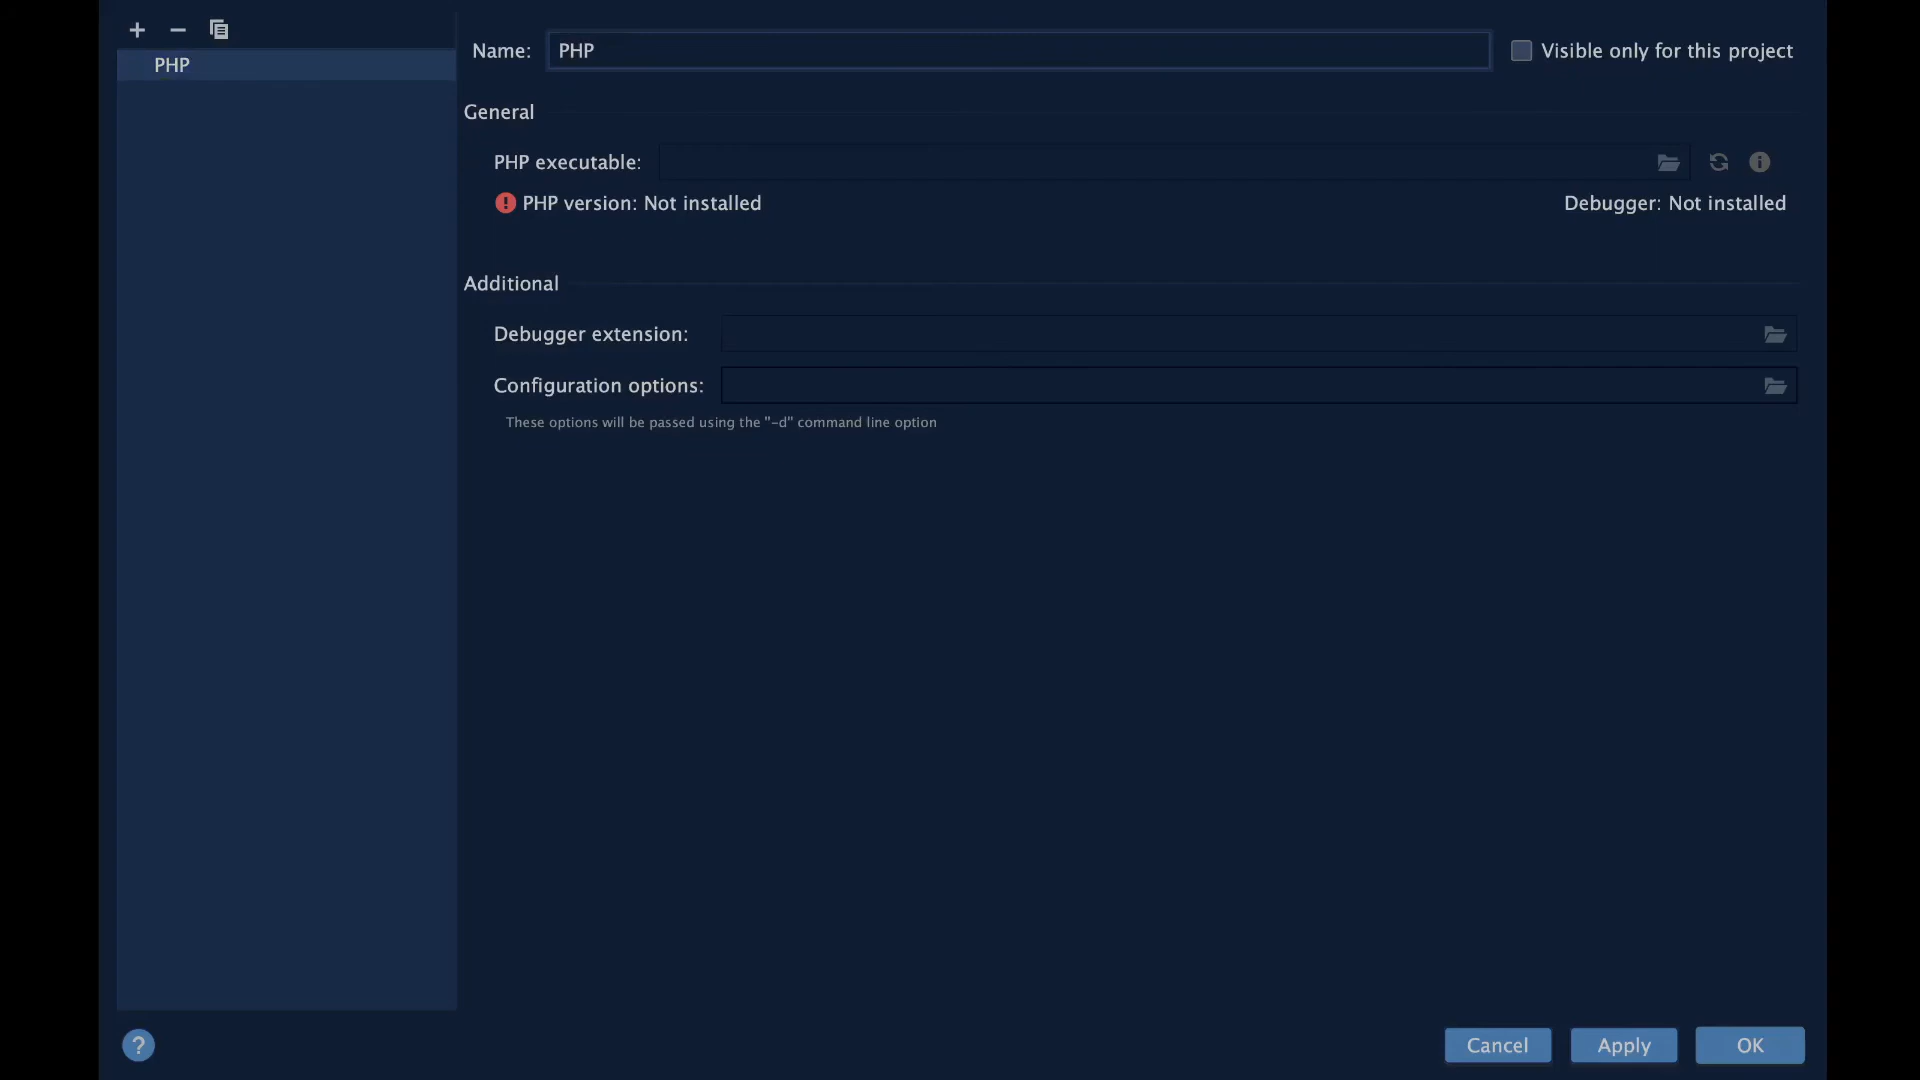 PHP
Name: PHP
Visible only for this project
General
PHP executable:
PHP version: Not installed
Debugger: Not installed
Additional
Debugger extension:
Configuration options:
These options will be passed using the "-d" command line option
?
Cancel
Apply
OK